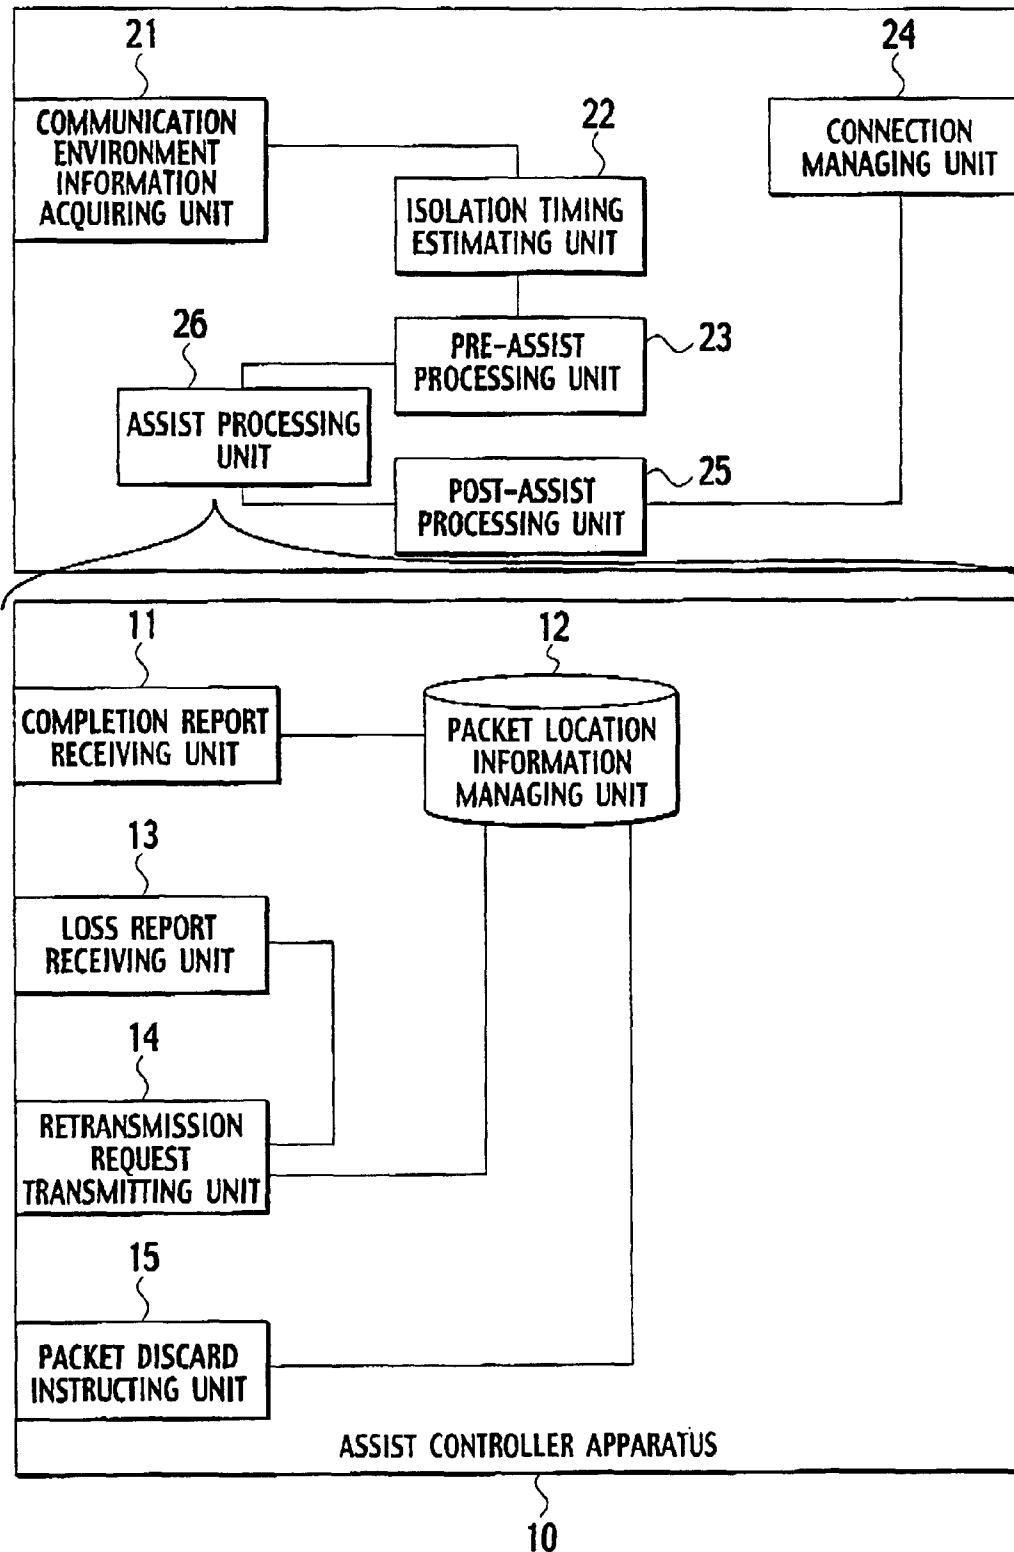 21
COMMUNICATION
ENVIRONMENT
INFORMATION
ACQUIRING UNIT
22
ISOLATION TIMING
ESTIMATING UNIT
24
CONNECTION
MANAGING UNIT
PRE-ASSIST
PROCESSING UNIT
23
26
ASSIST PROCESSING
UNIT
25
POST-ASSIST
PROCESSING UNIT
11
COMPLETION REPORT
RECEIVING UNIT
12
PACKET LOCATION
INFORMATION
MANAGING UNIT
13
LOSS REPORT
RECEIVING UNIT
14
RETRANSMISSION
REQUEST
TRANSMITTING UNIT
15
PACKET DISCARD
INSTRUCTING UNIT
ASSIST CONTROLLER APPARATUS
10